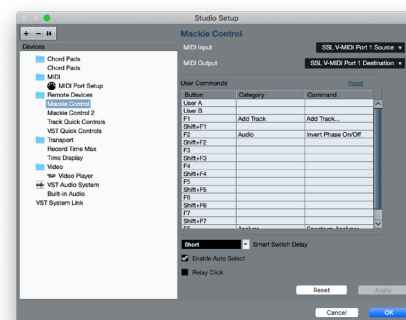 Studio Setup
Devices
Chord Pads
Chord Pads
MIDI
MIDI Port Setup
Remote Devices
Mackie Control
Mackie Control 2
Track Quick Controls
VST Quick Controls
Transport
Record Time Max
Time Display
Video
Video Player
VST Audio System
Built-in Audio
VST System Link
Mackie Control
MIDI Input SSL V-MIDI Port 1 Source
MIDI Output SSL V-MIDI Port 1 Destination
User Commands Reset
Button Category Command
User A
User B
F1 Add Track Add Track...
Shift+F1
F2 Audio Invert Phase On/Off
Shift+F2
F3
Shift+F3
F4
Shift+F4
F5
Shift+F5
F6
Shift+F6
F7
Shift+F7
Short Smart Switch Delay
Enable Auto Select
Relay Click
Reset Apply
Cancel OK